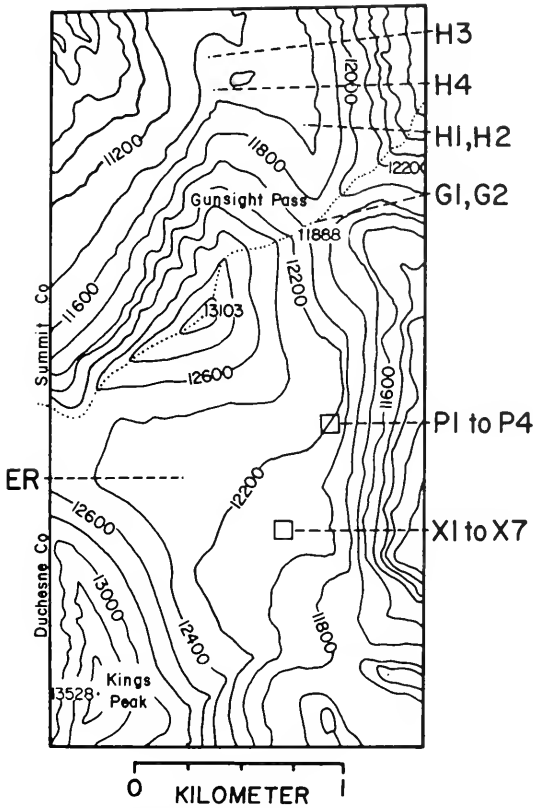 H3
12000
H4
11200
H1, H2
11800
12200
Gunsight Pass
G1, G2
11888
12200
11600
13103
Summit Co
12600
11600
P1 to P4
ER
12200
12600
X1 to X7
Duchesne Co
13000
12400
11800
Kings
Peak
13528
0 1
KILOMETER